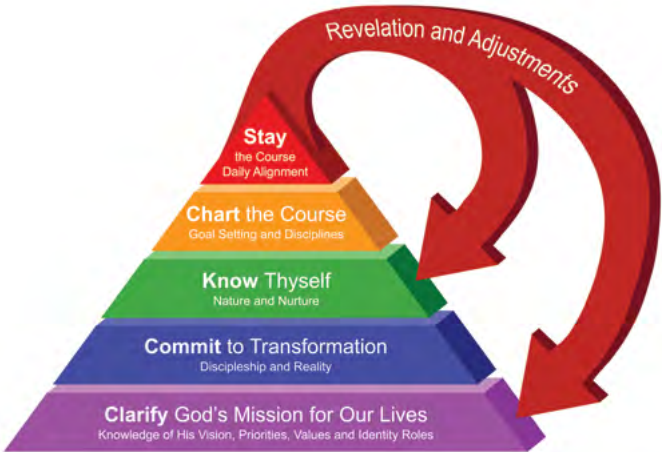 Revelation and Adjustments
Stay
the Course
Daily Alignment
Chart the Course
Goal Setting and Disciplines
Know Thyself
Nature and Nurture
Commit to Transformation
Discipleship and Reality
Clarify God's Mission for Our Lives
Knowledge of His Vision, Priorities, Values and Identity Roles